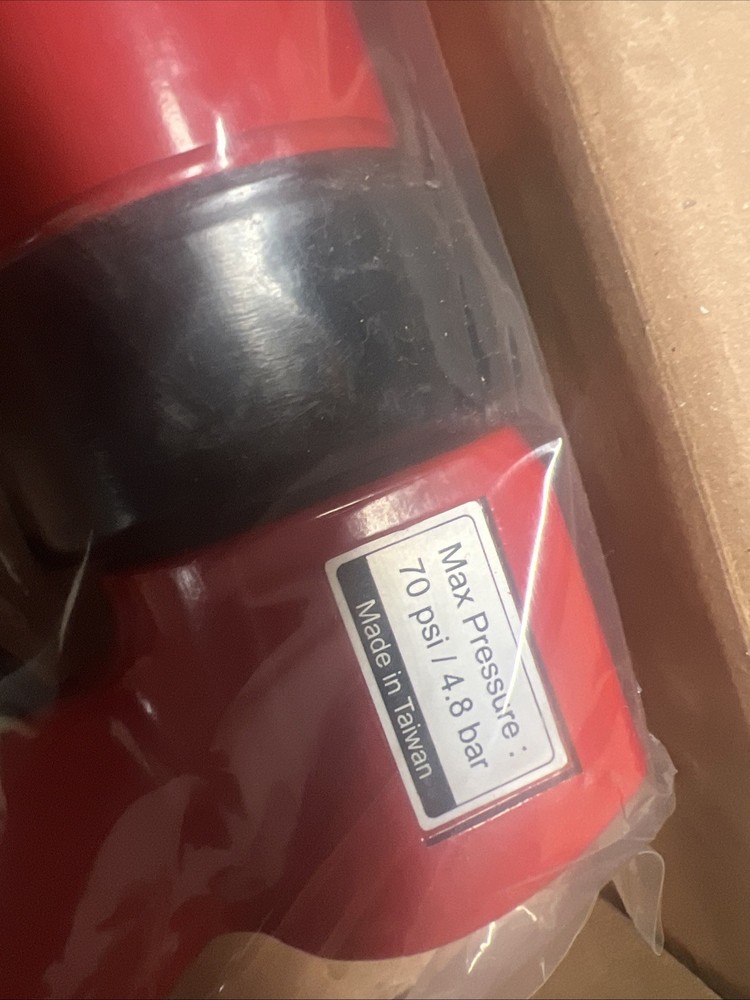 Max Pressure :
70 psi / 4.8 bar
Made in Taiwan